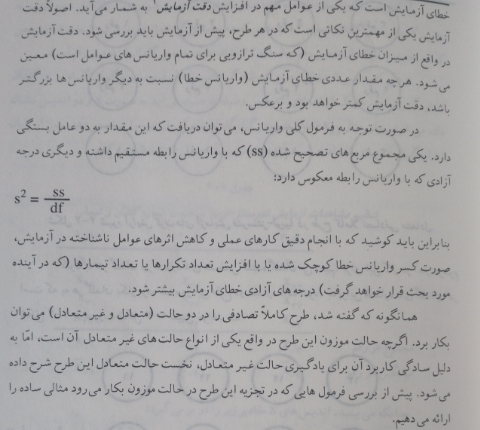 خطای آزمایش است که یکی از عوامل مهم در افزایش دقت آزمایش' به شمار می‌آید. اصولاً دقت
آزمایش یکی از مهمترین نکاتی است که در هر طرح، پیش از آزمایش باید بررسی شود. دقت آزمایش
در واقع از میزان خطای آزمایش (که سنگ ترازویی برای تمام واریانس های عوامل است) معین
می‌شود. هر چه مقدار عددی خطای آزمایش (واریانس خطا) نسبت به دیگر واریانس ها بزرگتر
باشد، دقت آزمایش کمتر خواهد بود و برعکس.
در صورت توجه به فرمول کلی واریانس، می‌توان دریافت که این مقدار به دو عامل بستگی
دارد. یکی مجموع مربع های تصحیح شده (ss) که با واریانس رابطه مستقیم داشته و دیگری درجه
آزادی که با واریانس رابطه معکوس دارد:
s² = ss/df
بنابراین باید کوشید که با انجام دقیق کارهای عملی و کاهش اثرهای عوامل ناشناخته در آزمایش،
صورت کسر واریانس خطا کوچک شده یا با افزایش تعداد تکرارها یا تعداد تیمارها (که در آینده
مورد بحث قرار خواهد گرفت) درجه های آزادی خطای آزمایش بیشتر شود.
همانگونه که گفته شد، طرح کاملاً تصادفی را در دو حالت (متعادل و غیر متعادل) می‌توان
بکار برد. اگرچه حالت موزون این طرح در واقع یکی از انواع حالت های غیر متعادل آن است، امّا به
دلیل سادگی کاربرد آن برای یادگیری حالت غیر متعادل، نخست حالت متعادل این طرح شرح داده
می‌شود. پیش از بررسی فرمول هایی که در تجزیه این طرح در حالت موزون بکار می‌رود مثالی ساده را
ارائه می‌دهیم.